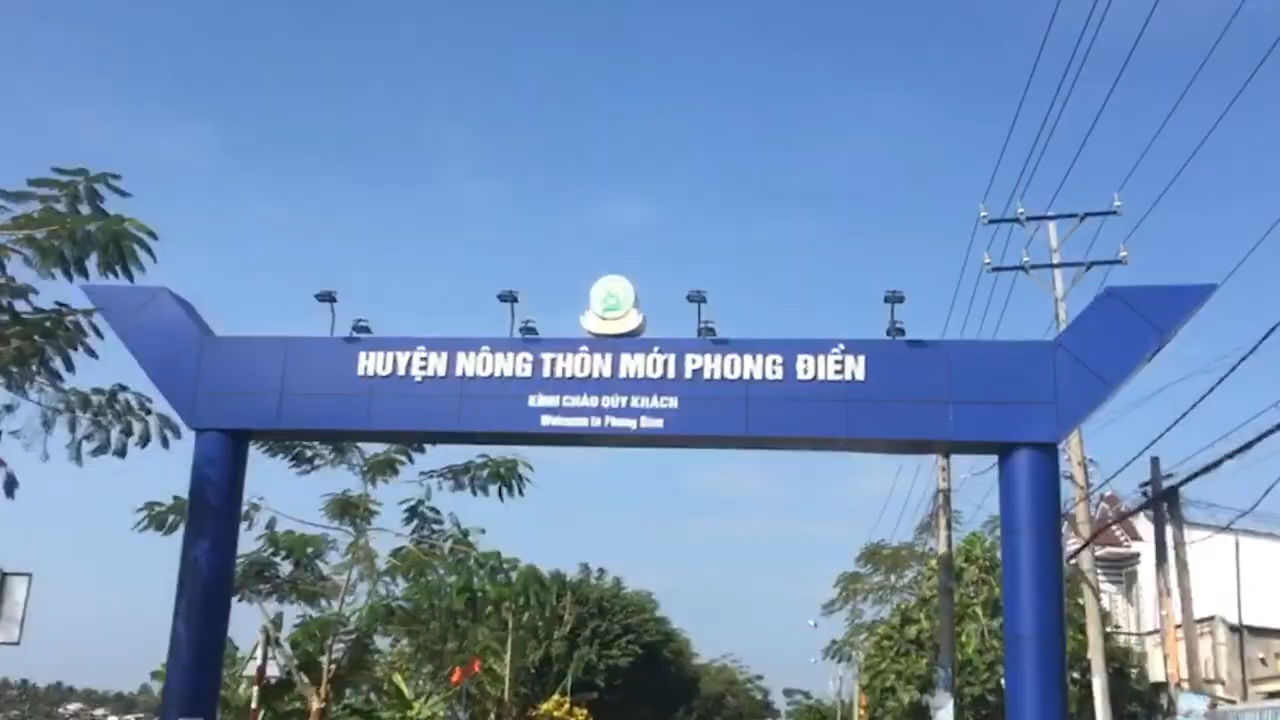 HUYỆN NÔNG THÔN MỚI PHONG ĐIỀN
KÍNH CHÀO QUÝ KHÁCH
Welcome to Phong Dien